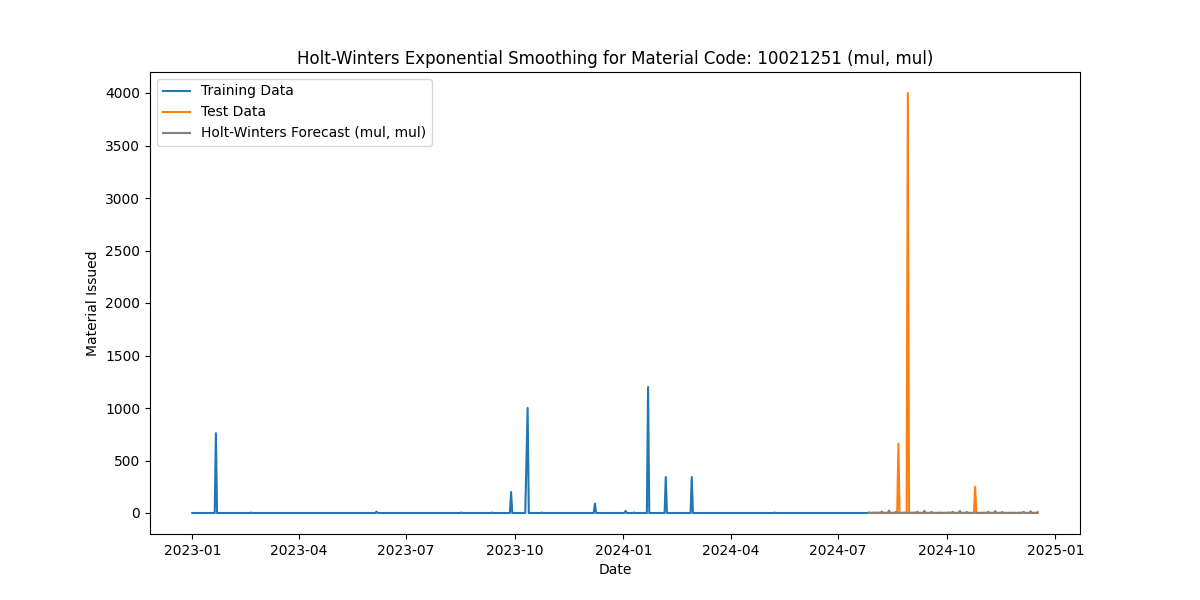 Holt-Winters Exponential Smoothing for Material Code: 10021251 (mul, mul)
Training Data
Test Data
Holt-Winters Forecast (mul, mul)
Material Issued
4000
3500
3000
2500
2000
1500
1000
500
0
2023-01 2023-04 2023-07 2023-10 2024-01 2024-04 2024-07 2024-10 2025-01
Date